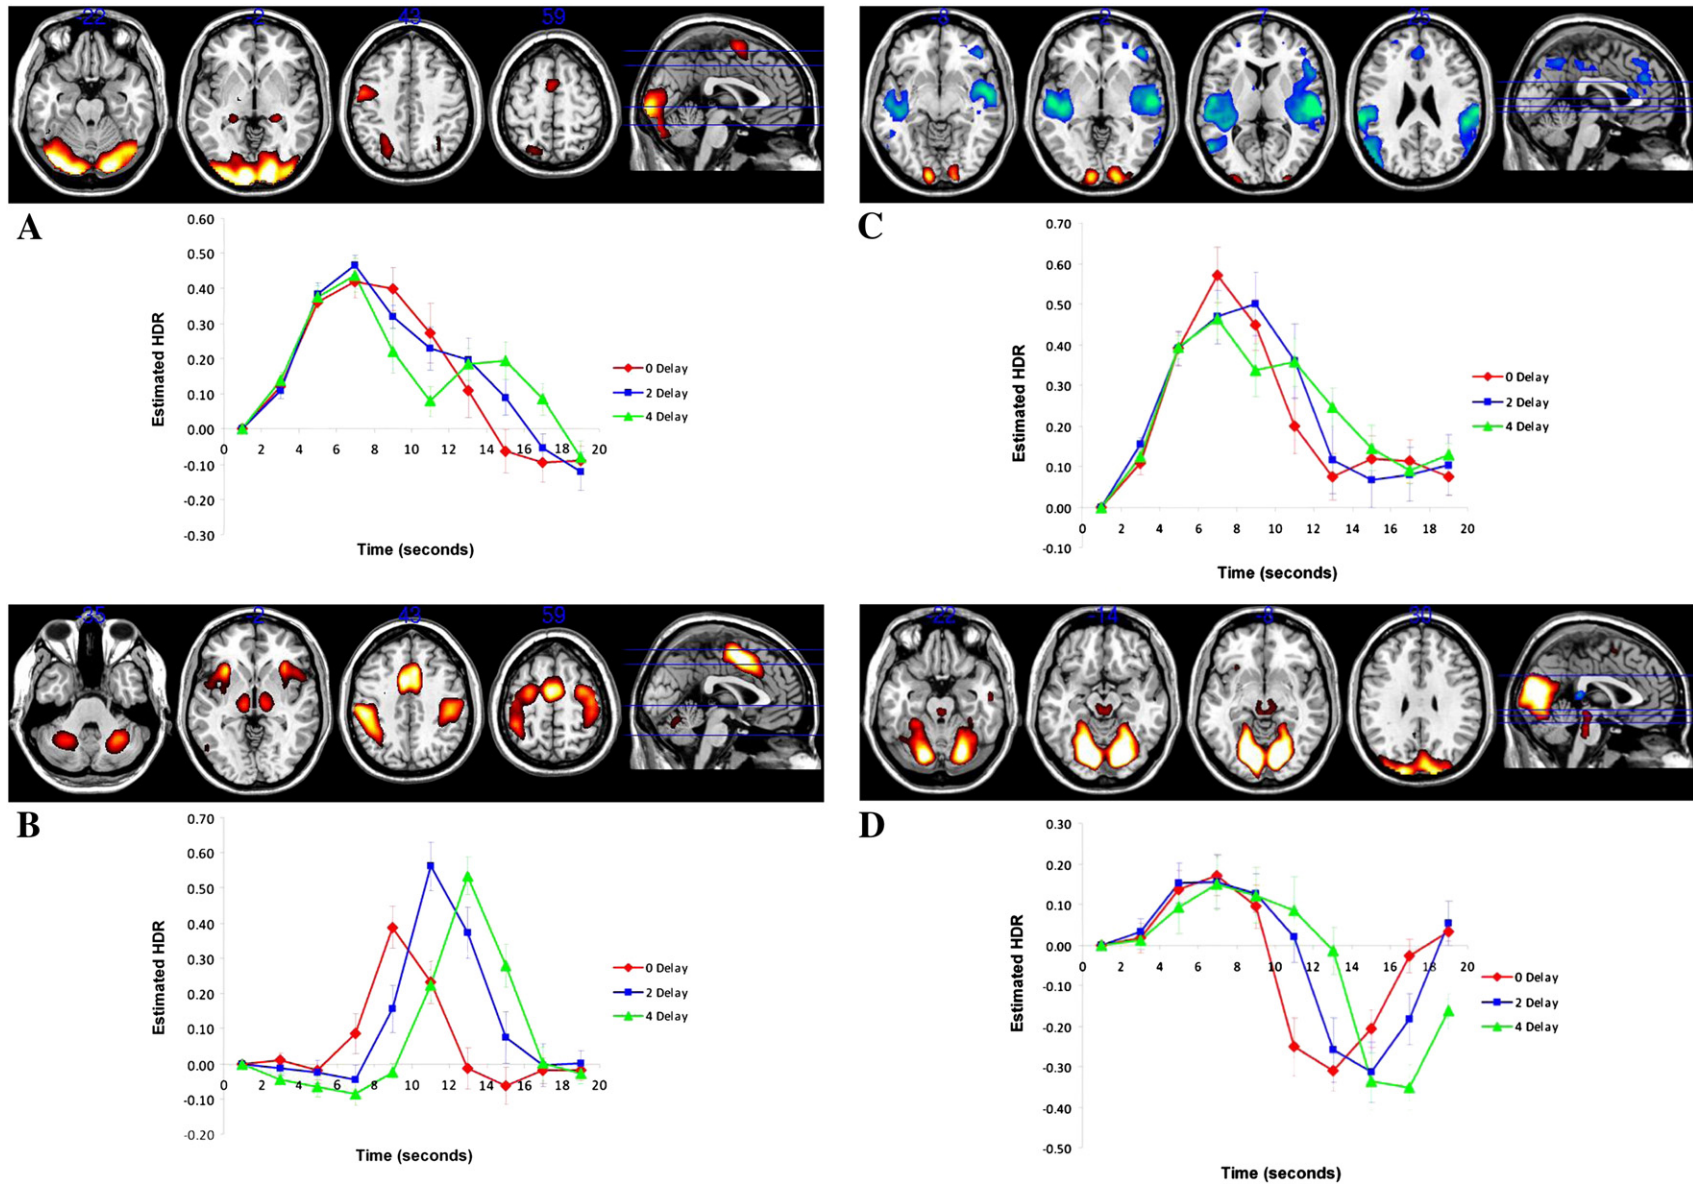 -22 -2 43 59
A
0.60
0.50
0.40
0.30
0.20
0.10
0.00
-0.10
-0.20
-0.30
0 2 4 6 8 10 12 14 16 18 20
Estimated HDR
Time (seconds)
0 Delay
2 Delay
4 Delay
-8 -2 7 25
C
0.70
0.60
0.50
0.40
0.30
0.20
0.10
0.00
-0.10
0 2 4 6 8 10 12 14 16 18 20
Estimated HDR
Time (seconds)
0 Delay
2 Delay
4 Delay
-35 -2 43 59
B
0.70
0.60
0.50
0.40
0.30
0.20
0.10
0.00
-0.10
-0.20
0 2 4 6 8 10 12 14 16 18 20
Estimated HDR
Time (seconds)
0 Delay
2 Delay
4 Delay
-22 -14 -8 30
D
0.30
0.20
0.10
0.00
-0.10
-0.20
-0.30
-0.40
-0.50
0 2 4 6 8 10 12 14 16 18 20
Estimated HDR
Time (seconds)
0 Delay
2 Delay
4 Delay